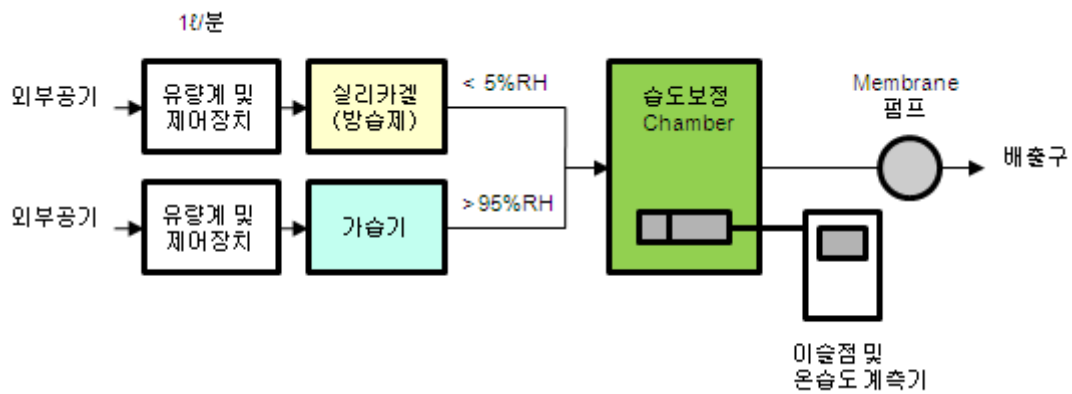 1ℓ/분
외부공기
유량계 및
제어장치
실리카겔
(방습제)
< 5%RH
습도보정
Chamber
Membrane
펌프
배출구
외부공기
유량계 및
제어장치
가습기
>95%RH
이슬점 및
온습도 계측기